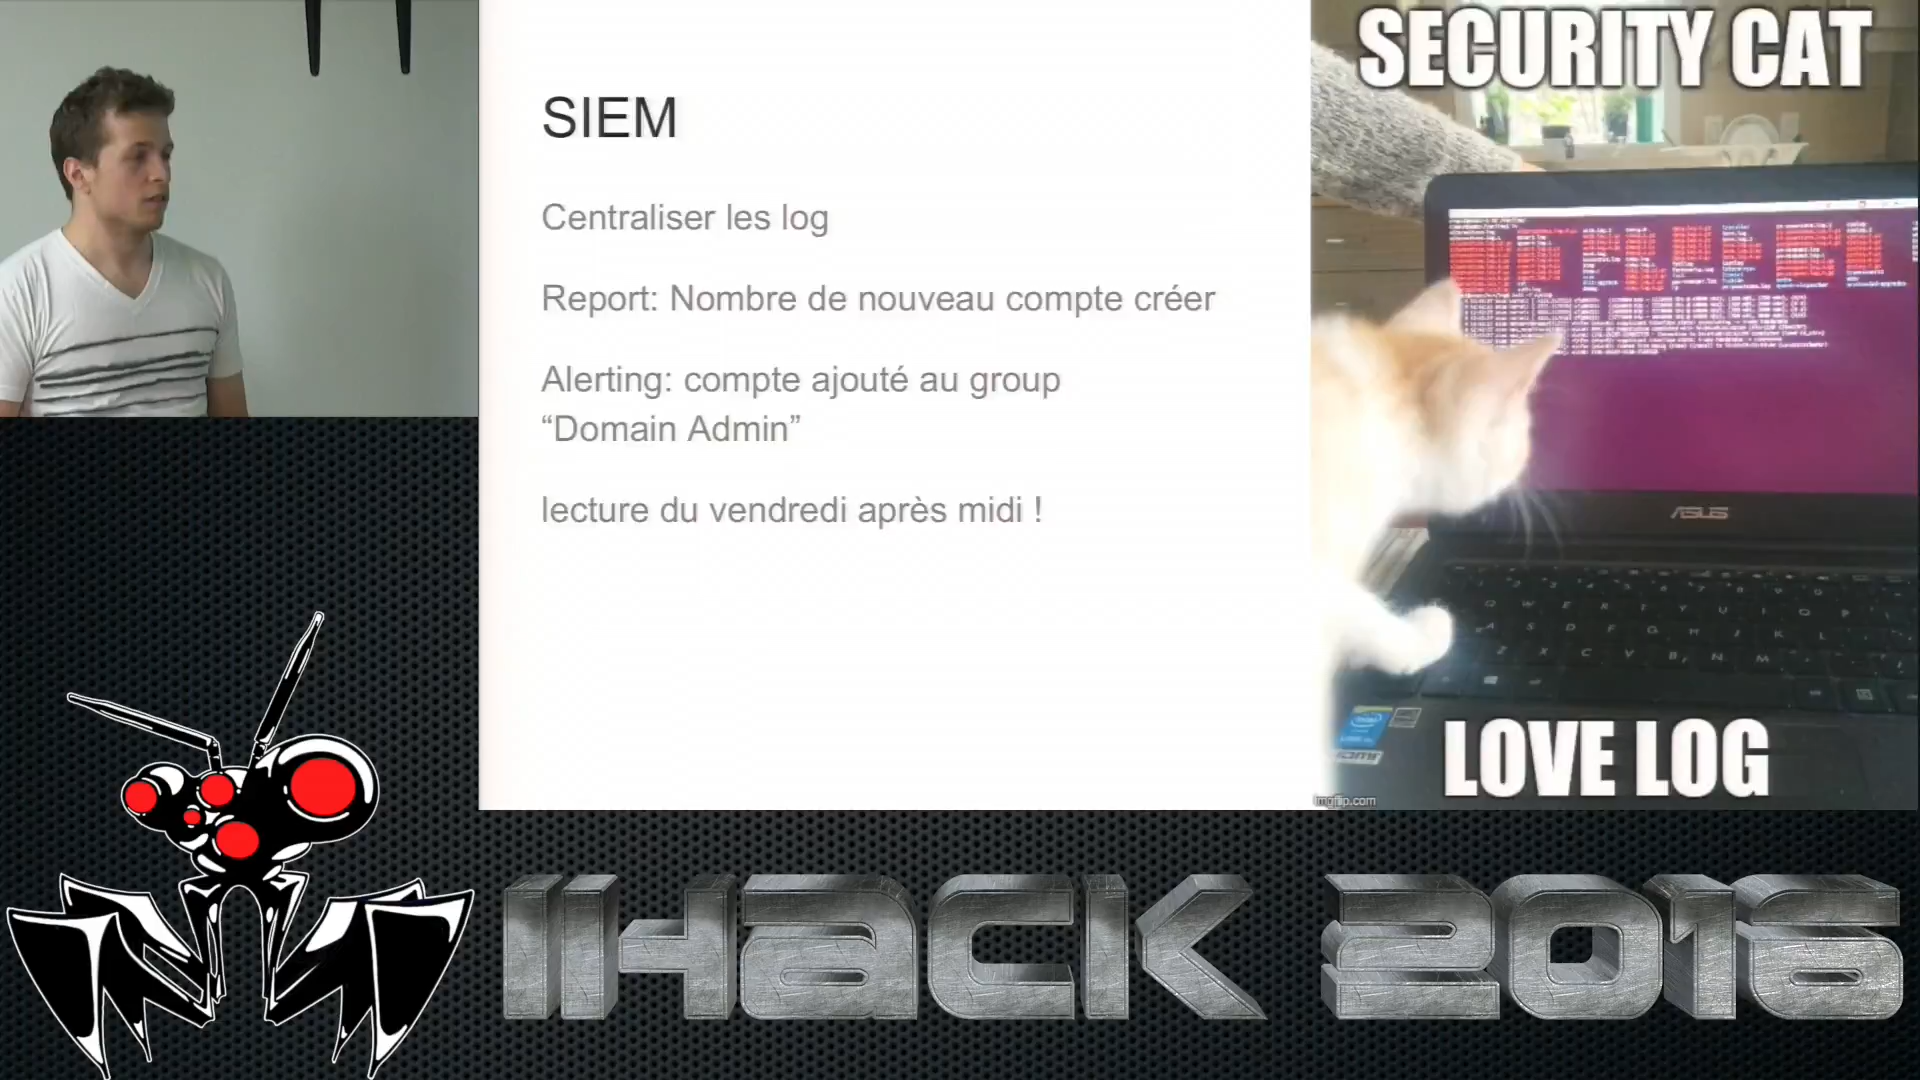 SIEM
Centraliser les log
Report: Nombre de nouveau compte créer
Alerting: compte ajouté au group
“Domain Admin”
lecture du vendredi après midi !
SECURITY CAT
ASUS
LOVE LOG
imgflip.com
IHACK 2016